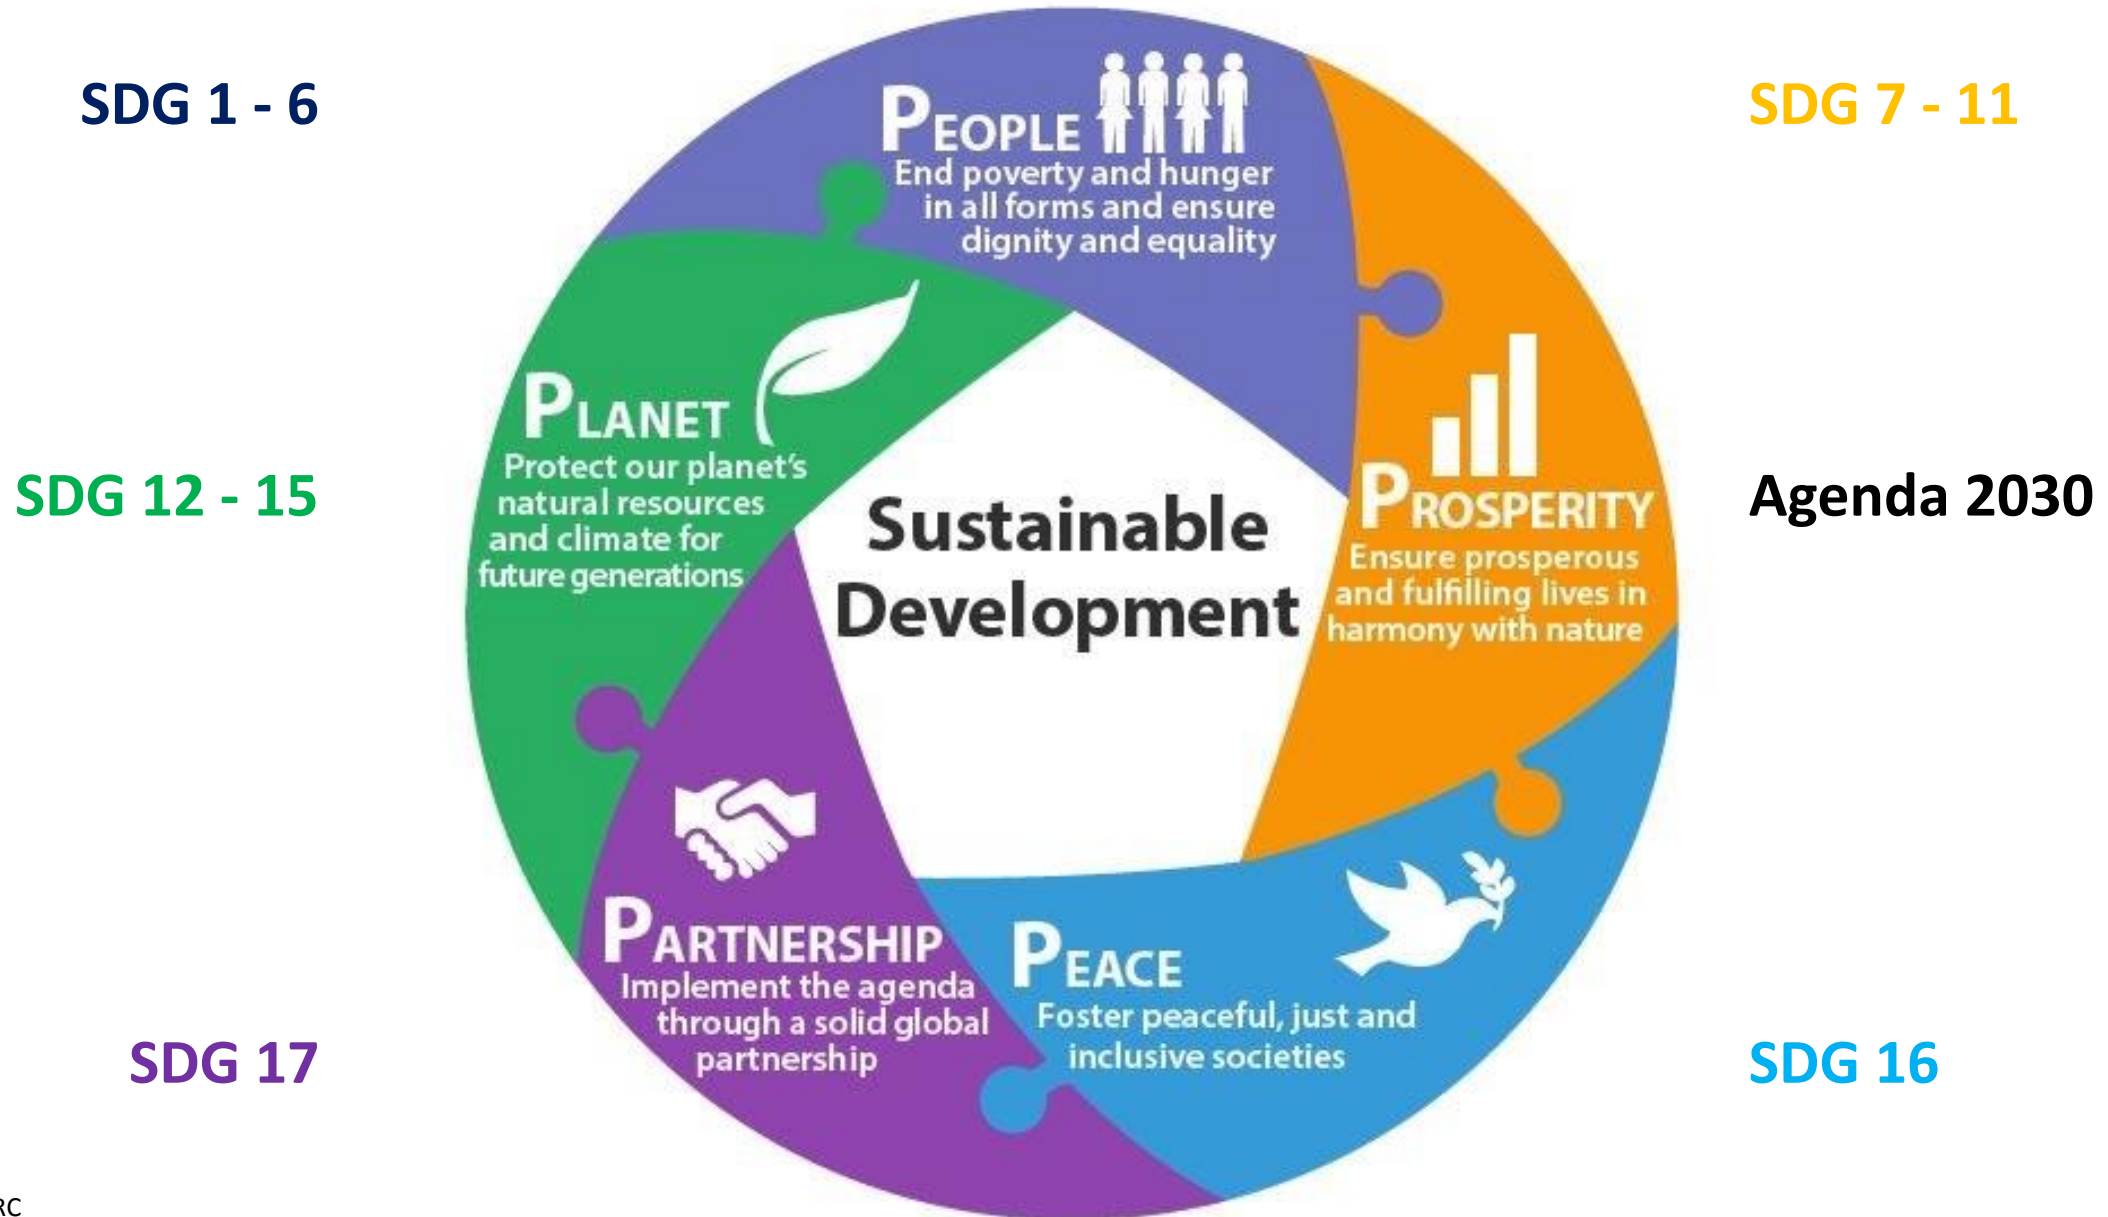 SDG 1 - 6
SDG 7 - 11
PEOPLE
End poverty and hunger
in all forms and ensure
dignity and equality
PLANET
Protect our planet's
natural resources
and climate for
future generations
SDG 12 - 15
Sustainable
Development
PROSPERITY
Ensure prosperous
and fulfilling lives in
harmony with nature
Agenda 2030
PARTNERSHIP
Implement the agenda
through a solid global
partnership
PEACE
Foster peaceful, just and
inclusive societies
SDG 17
SDG 16